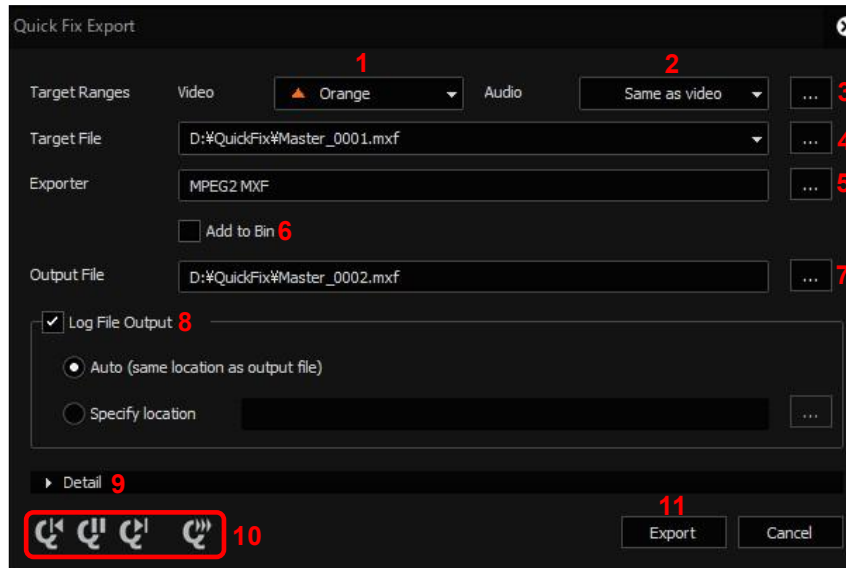 Quick Fix Export
1 2
Target Ranges Video Orange Audio Same as video ... 3
Target File D:¥QuickFix¥Master_0001.mxf ... 4
Exporter MPEG2 MXF ... 5
Add to Bin 6
Output File D:¥QuickFix¥Master_0002.mxf ... 7
Log File Output 8
Auto (same location as output file)
Specify location ...
Detail 9
10 11
Export Cancel